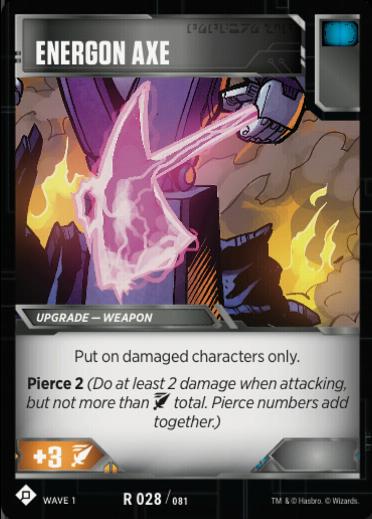 ENERGON AXE
UPGRADE — WEAPON
Put on damaged characters only.
Pierce 2 (Do at least 2 damage when attacking,
but not more than total. Pierce numbers add
together.)
+3
WAVE 1
R 028 / 081
TM & © Hasbro. © Wizards.